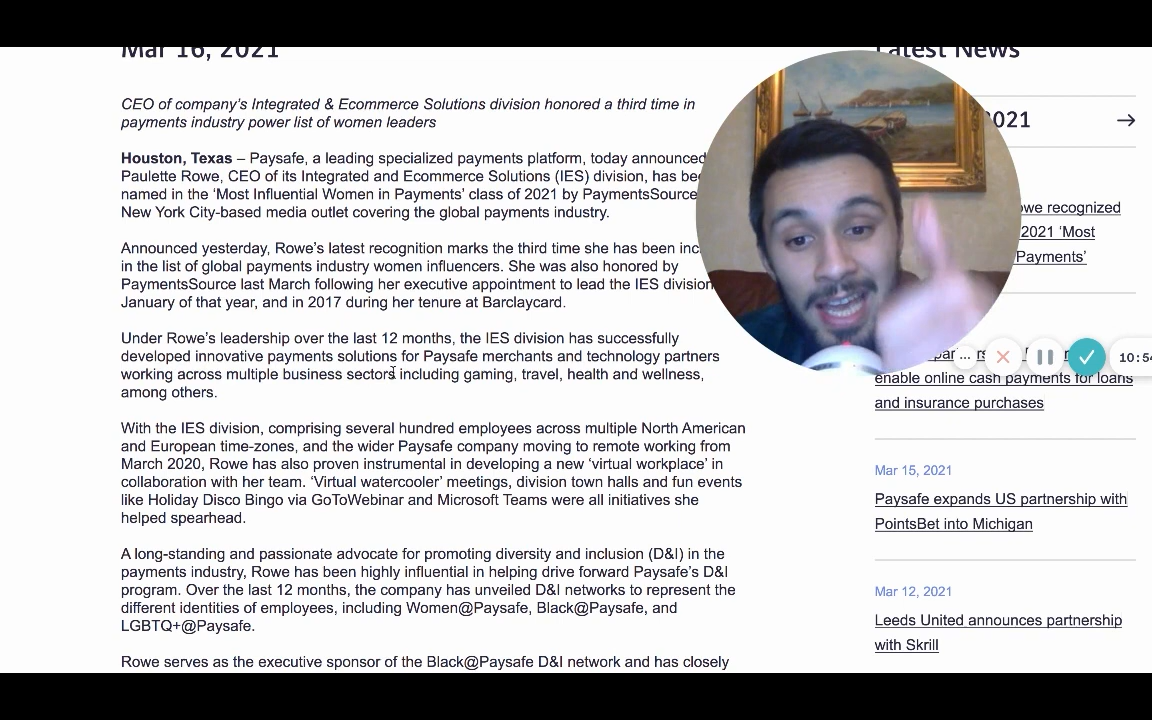 Mar 16, 2021
CEO of company's Integrated & Ecommerce Solutions division honored a third time in
payments industry power list of women leaders
Houston, Texas – Paysafe, a leading specialized payments platform, today announced
Paulette Rowe, CEO of its Integrated and Ecommerce Solutions (IES) division, has
named in the 'Most Influential Women in Payments' class of 2021 by PaymentsSource
New York City-based media outlet covering the global payments industry.
Announced yesterday, Rowe's latest recognition marks the third time she has been
in the list of global payments industry women influencers. She was also honored by
PaymentsSource last March following her executive appointment to lead the IES division
January of that year, and in 2017 during her tenure at Barclaycard.
Under Rowe's leadership over the last 12 months, the IES division has successfully
developed innovative payments solutions for Paysafe merchants and technology partners
working across multiple business sectors including gaming, travel, health and wellness,
among others.
With the IES division, comprising several hundred employees across multiple North American
and European time-zones, and the wider Paysafe company moving to remote working from
March 2020, Rowe has also proven instrumental in developing a new 'virtual workplace' in
collaboration with her team. 'Virtual watercooler' meetings, division town halls and fun events
like Holiday Disco Bingo via GoToWebinar and Microsoft Teams were all initiatives she
helped spearhead.
A long-standing and passionate advocate for promoting diversity and inclusion (D&I) in the
payments industry, Rowe has been highly influential in helping drive forward Paysafe's D&I
program. Over the last 12 months, the company has unveiled D&I networks to represent the
different identities of employees, including Women@Paysafe, Black@Paysafe, and
LGBTQ+@Paysafe.
Rowe serves as the executive sponsor of the Black@Paysafe D&I network and has closely
Latest News
2021 →
recognized
2021 'Most
Payments'
enable online cash payments for loans
and insurance purchases
Mar 15, 2021
Paysafe expands US partnership with
PointsBet into Michigan
Mar 12, 2021
Leeds United announces partnership
with Skrill
...
10:54